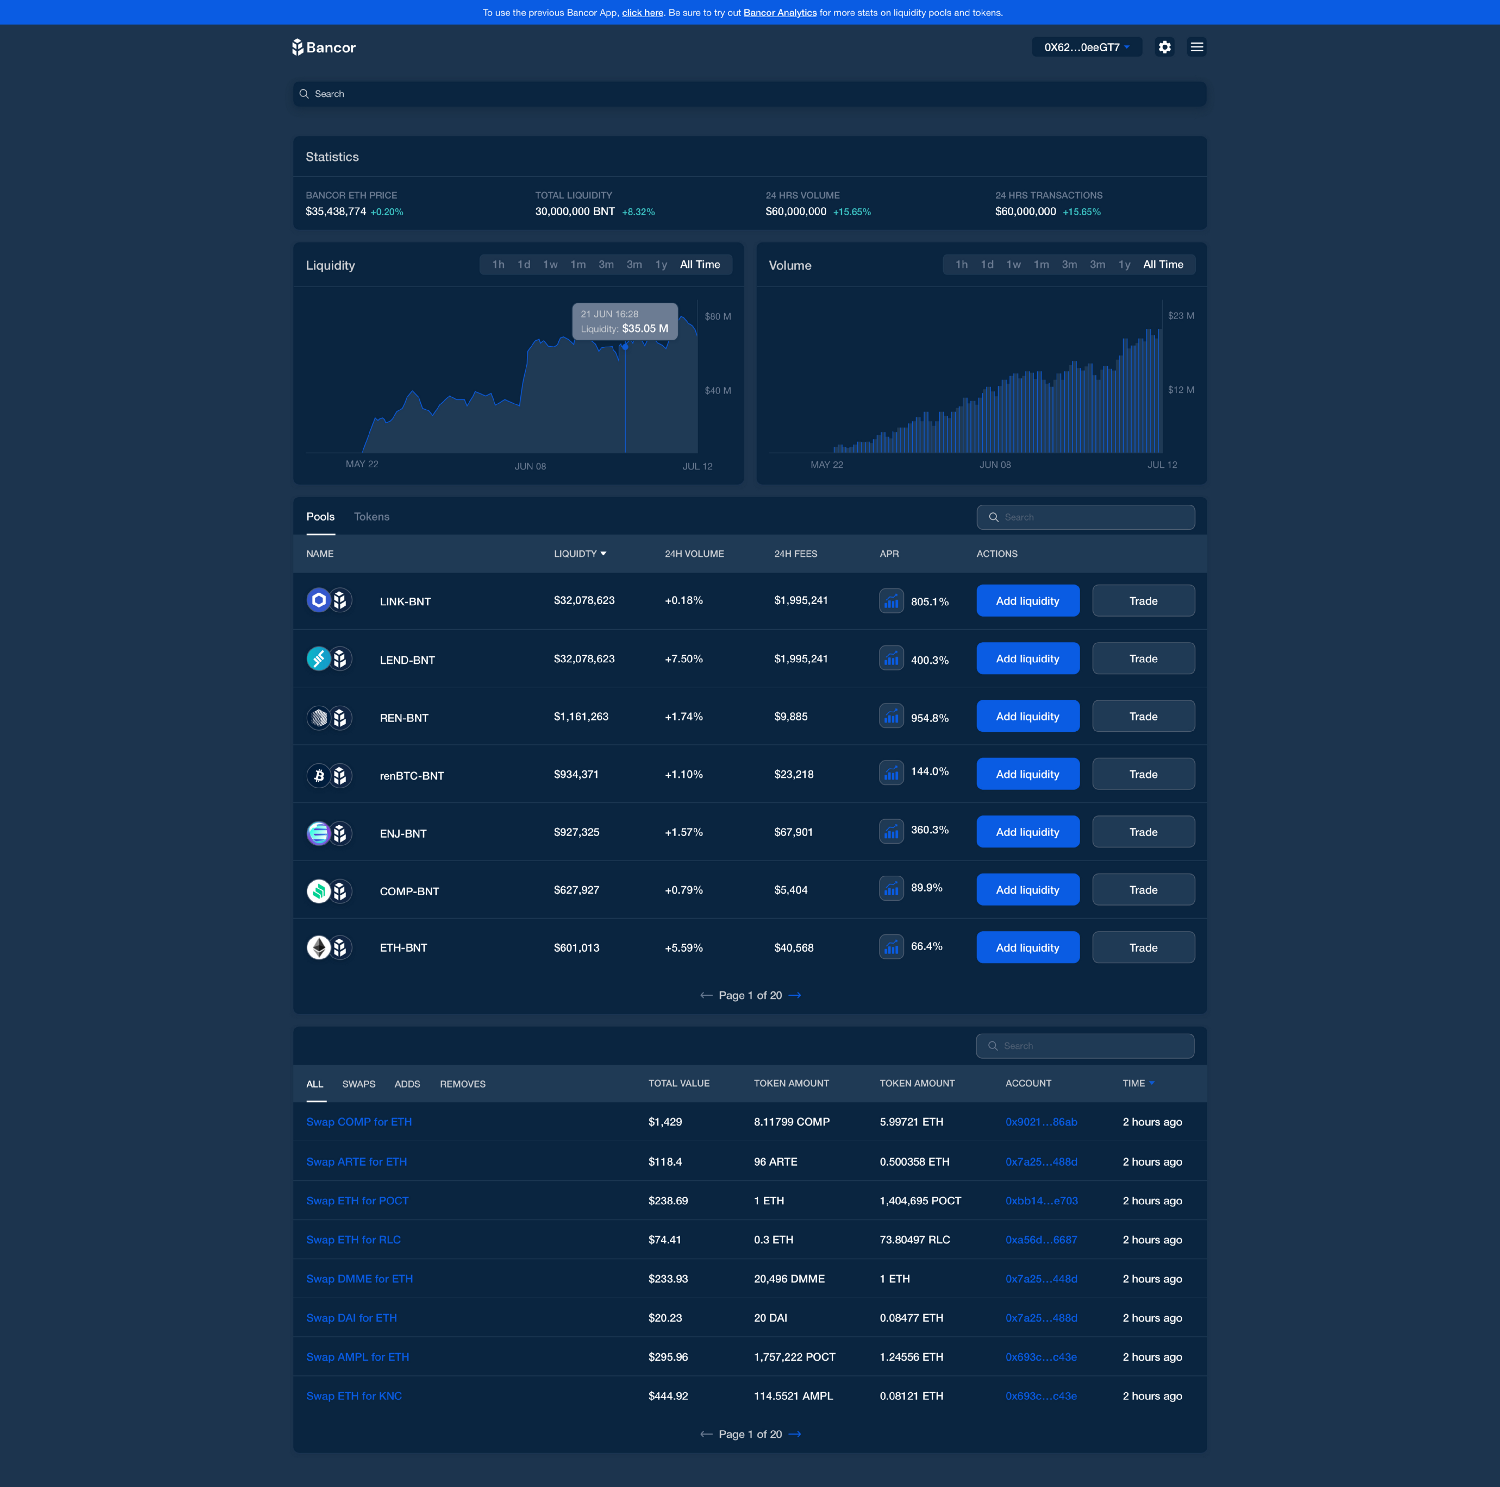 To use the previous Bancor App, click here. Be sure to try out Bancor Analytics for more stats on liquidity pools and tokens.
Bancor
0X62...0eeGT7
Search
Statistics
BANCOR ETH PRICE TOTAL LIQUIDITY 24 HRS VOLUME 24 HRS TRANSACTIONS
$35,438,774 +0.20% 30,000,000 BNT +8.32% $60,000,000 +15.65% $60,000,000 +15.65%
Liquidity 1h 1d 1w 1m 3m 3m 1y All Time
21 JUN 16:28
Liquidity: $35.05 M
$80 M
$40 M
MAY 22 JUN 08 JUL 12
Volume 1h 1d 1w 1m 3m 3m 1y All Time
$23 M
$12 M
MAY 22 JUN 08 JUL 12
Pools Tokens Search
NAME LIQUIDTY 24H VOLUME 24H FEES APR ACTIONS
LINK-BNT $32,078,623 +0.18% $1,995,241 805.1% Add liquidity Trade
LEND-BNT $32,078,623 +7.50% $1,995,241 400.3% Add liquidity Trade
REN-BNT $1,161,263 +1.74% $9,885 954.8% Add liquidity Trade
renBTC-BNT $934,371 +1.10% $23,218 144.0% Add liquidity Trade
ENJ-BNT $927,325 +1.57% $67,901 360.3% Add liquidity Trade
COMP-BNT $627,927 +0.79% $5,404 89.9% Add liquidity Trade
ETH-BNT $601,013 +5.59% $40,568 66.4% Add liquidity Trade
Page 1 of 20
Search
ALL SWAPS ADDS REMOVES TOTAL VALUE TOKEN AMOUNT TOKEN AMOUNT ACCOUNT TIME
Swap COMP for ETH $1,429 8.11799 COMP 5.99721 ETH 0x9021...86ab 2 hours ago
Swap ARTE for ETH $118.4 96 ARTE 0.500358 ETH 0x7a25...488d 2 hours ago
Swap ETH for POCT $238.69 1 ETH 1,404,695 POCT 0xbb14...e703 2 hours ago
Swap ETH for RLC $74.41 0.3 ETH 73.80497 RLC 0xa56d...6687 2 hours ago
Swap DMME for ETH $233.93 20,496 DMME 1 ETH 0x7a25...448d 2 hours ago
Swap DAI for ETH $20.23 20 DAI 0.08477 ETH 0x7a25...488d 2 hours ago
Swap AMPL for ETH $295.96 1,757,222 POCT 1.24556 ETH 0x693c...c43e 2 hours ago
Swap ETH for KNC $444.92 114.5521 AMPL 0.08121 ETH 0x693c...c43e 2 hours ago
Page 1 of 20